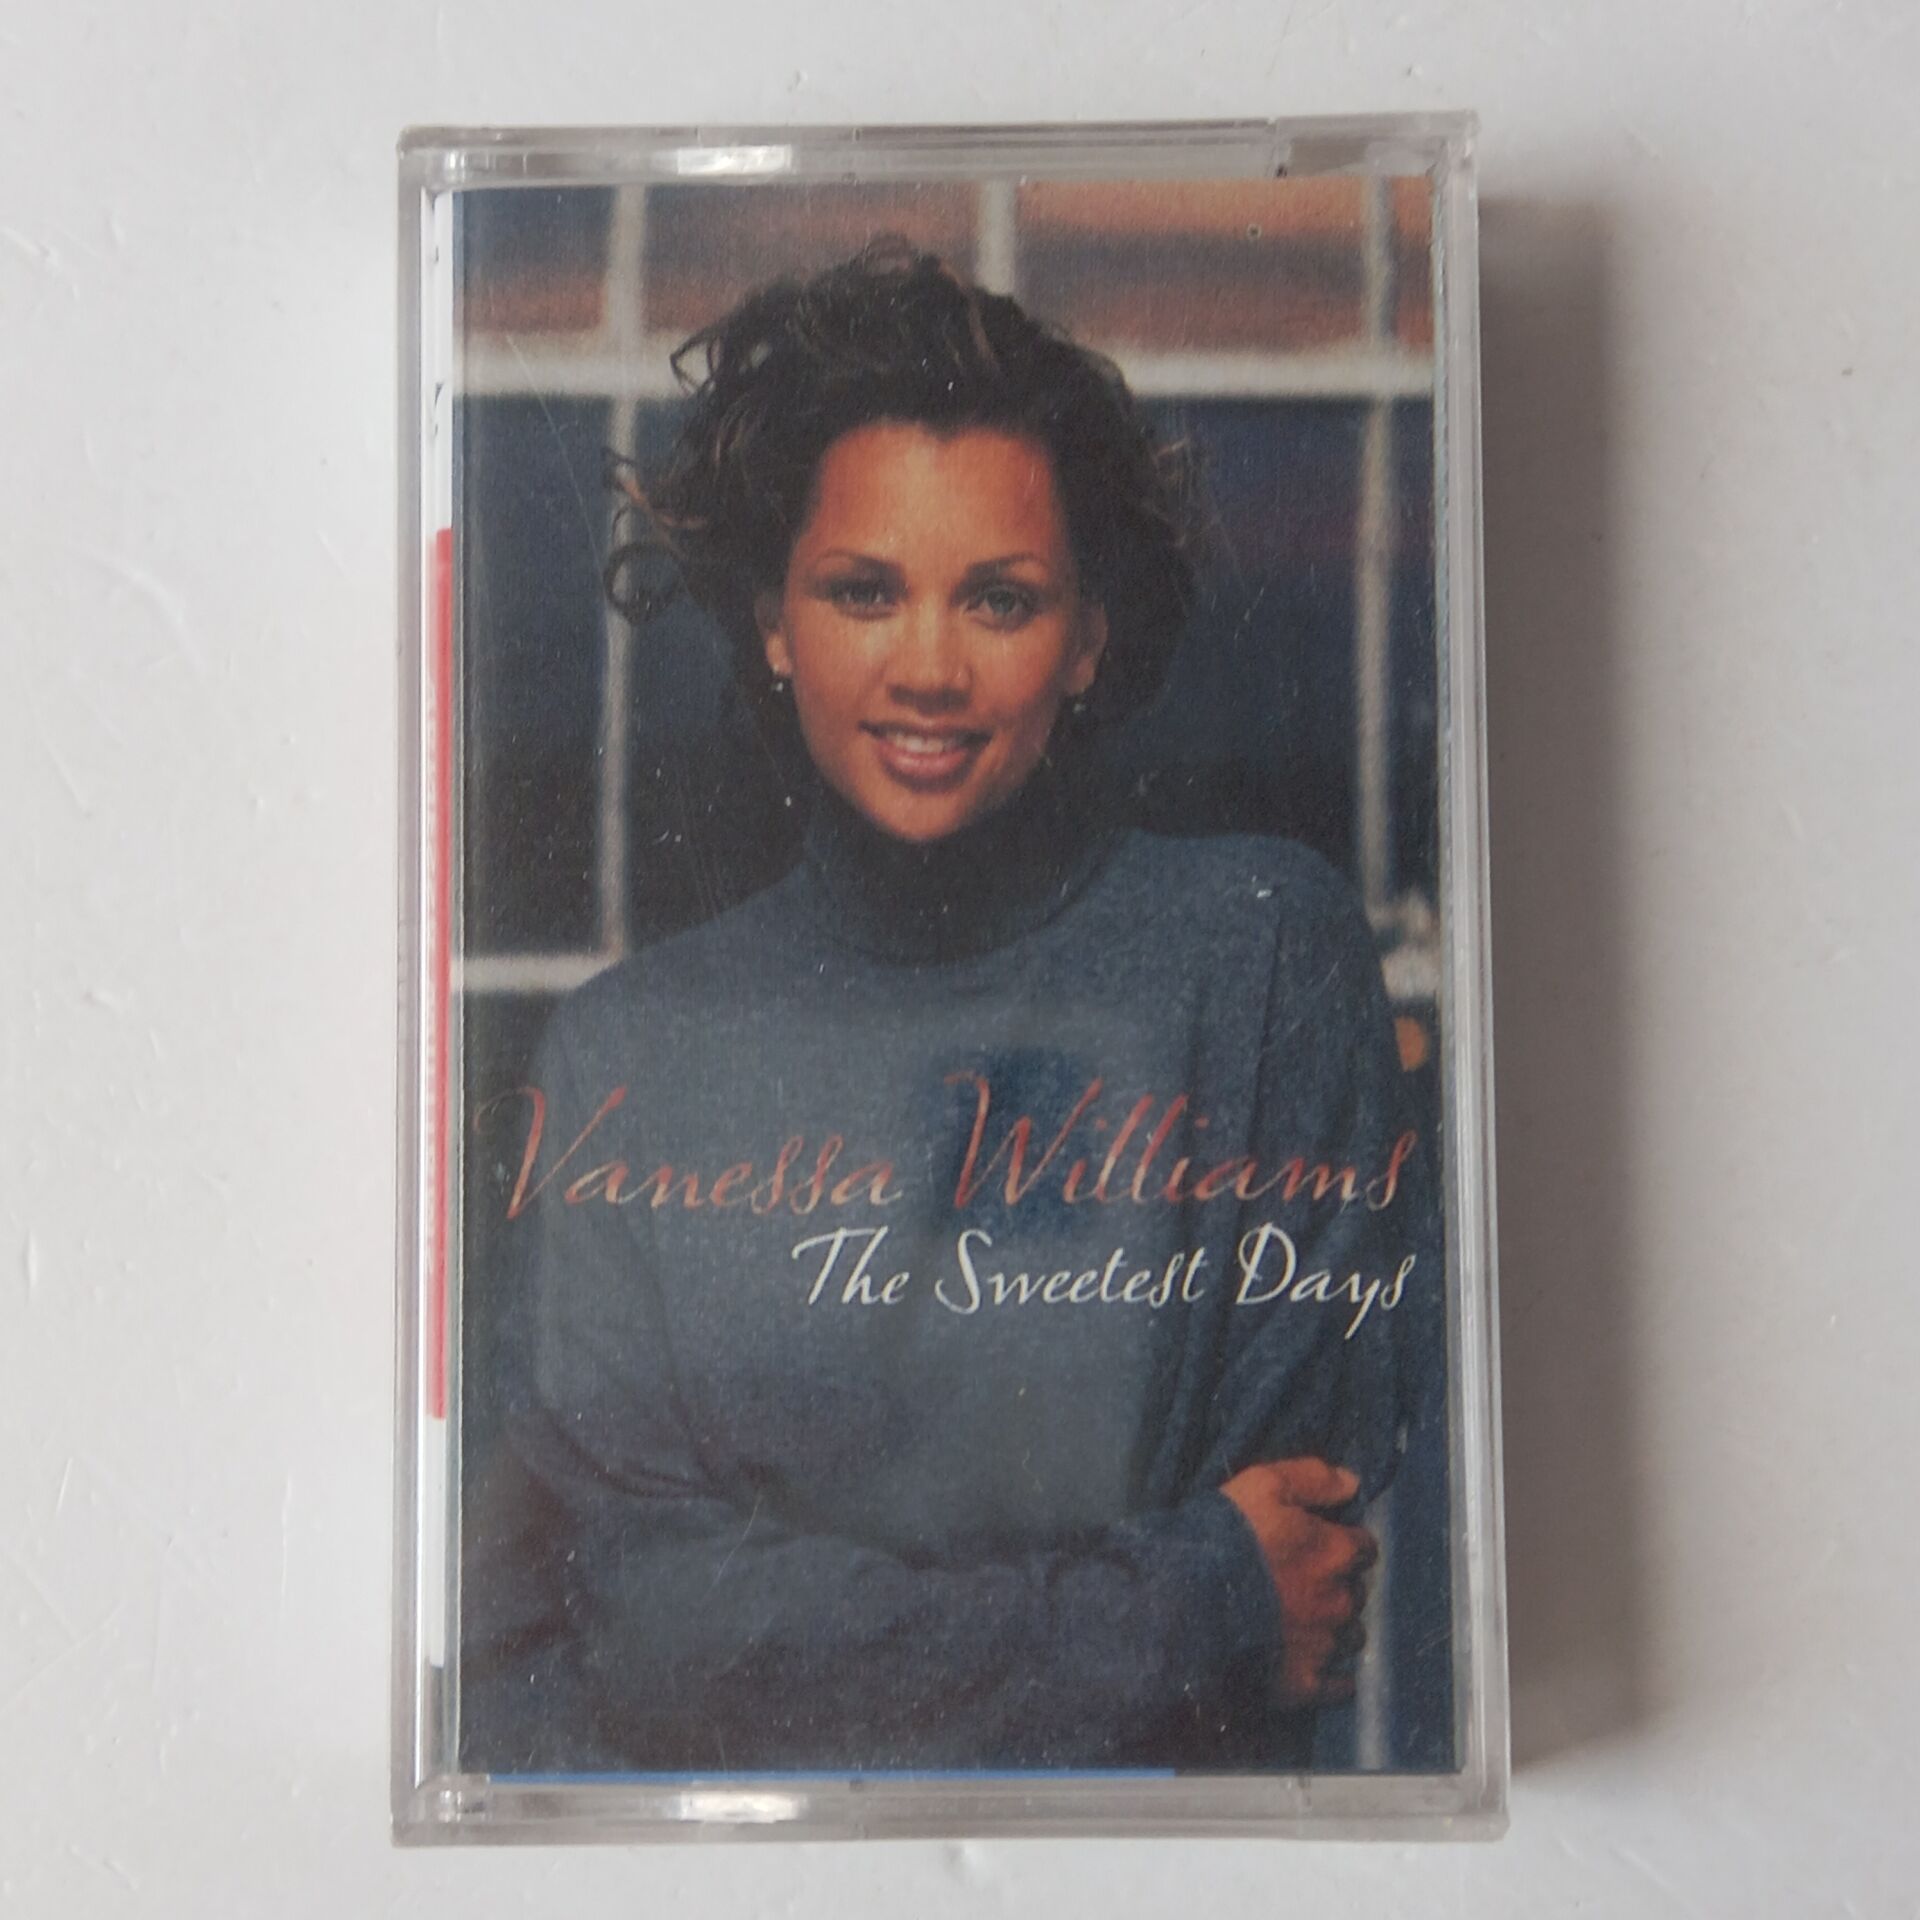 Vanessa Williams
The Sweetest Days